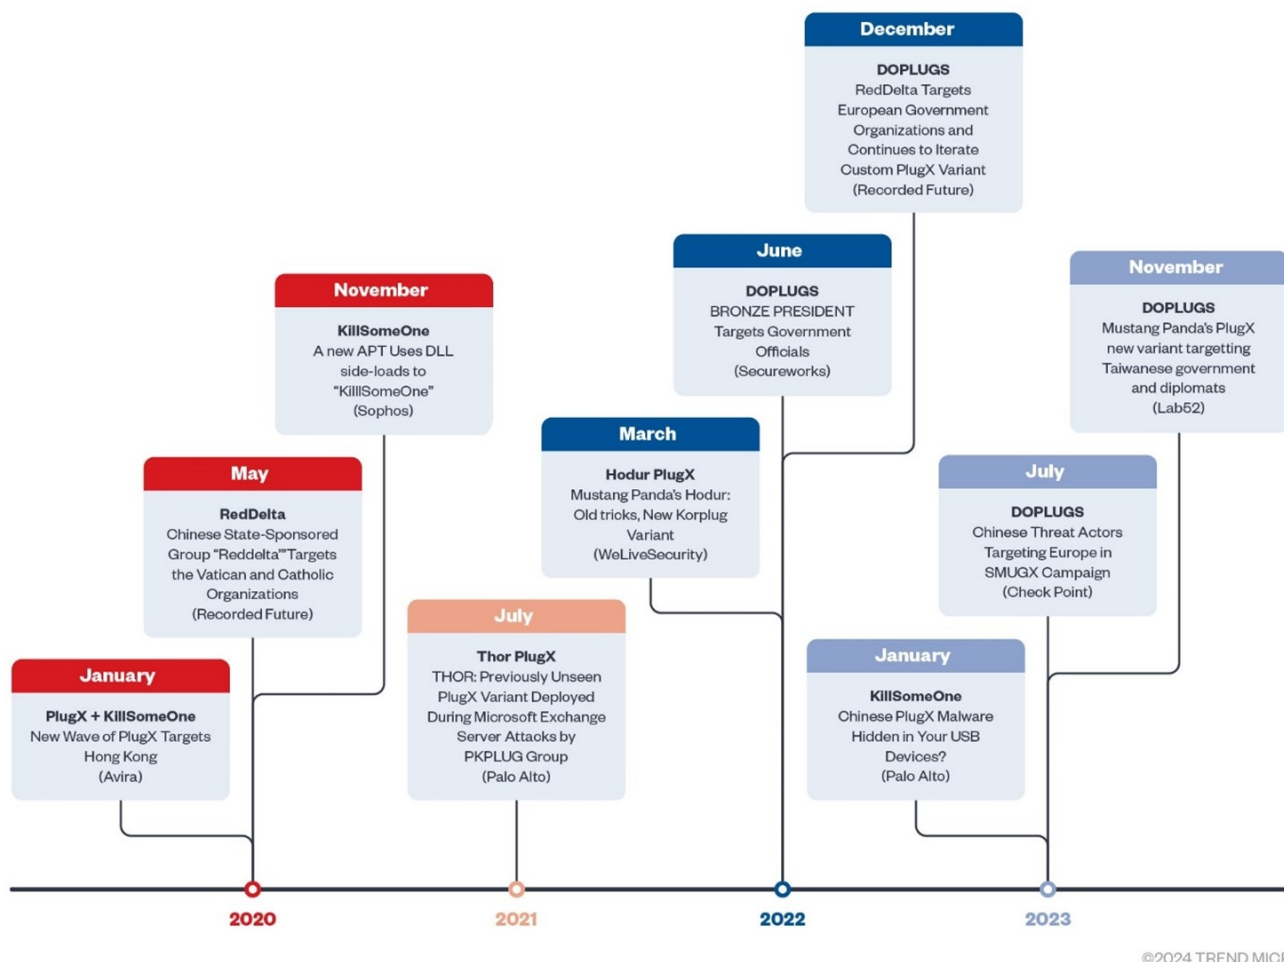 December
DOPLUGS
RedDelta Targets
European Government
Organizations and
Continues to Iterate
Custom PlugX Variant
(Recorded Future)
June
DOPLUGS
BRONZE PRESIDENT
Targets Government
Officials
(Secureworks)
November
DOPLUGS
Mustang Panda's PlugX
new variant targetting
Taiwanese government
and diplomats
(Lab52)
November
KillSomeOne
A new APT Uses DLL
side-loads to
“KilllSomeOne”
(Sophos)
March
Hodur PlugX
Mustang Panda's Hodur:
Old tricks, New Korplug
Variant
(WeLiveSecurity)
May
RedDelta
Chinese State-Sponsored
Group “Reddelta”’Targets
the Vatican and Catholic
Organizations
(Recorded Future)
July
DOPLUGS
Chinese Threat Actors
Targeting Europe in
SMUGX Campaign
(Check Point)
July
Thor PlugX
THOR: Previously Unseen
PlugX Variant Deployed
During Microsoft Exchange
Server Attacks by
PKPLUG Group
(Palo Alto)
January
KillSomeOne
Chinese PlugX Malware
Hidden in Your USB
Devices?
(Palo Alto)
January
PlugX + KillSomeOne
New Wave of PlugX Targets
Hong Kong
(Avira)
2020
2021
2022
2023
©2024 TREND